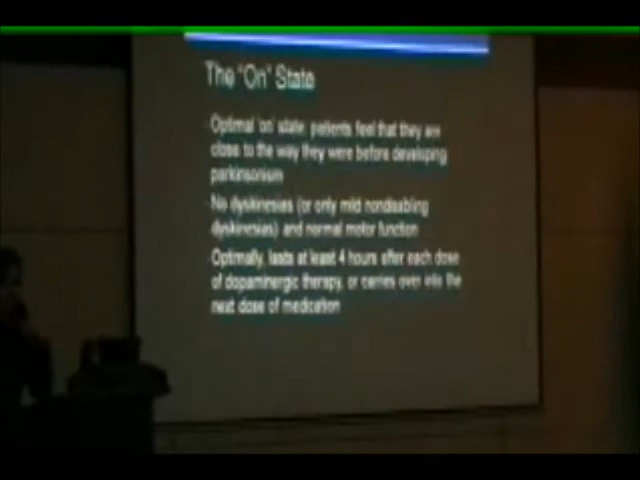 The "On" State
Optimal 'on' state: patients feel that they are
close to the way they were before developing
parkinsonium
No dyskinesias (or only mild nondisabling
dyskinesias) and normal motor function
Optimally, lasts at least 4 hours after each dose
of dopaminergic therapy, or carries over into the
next dose of medication